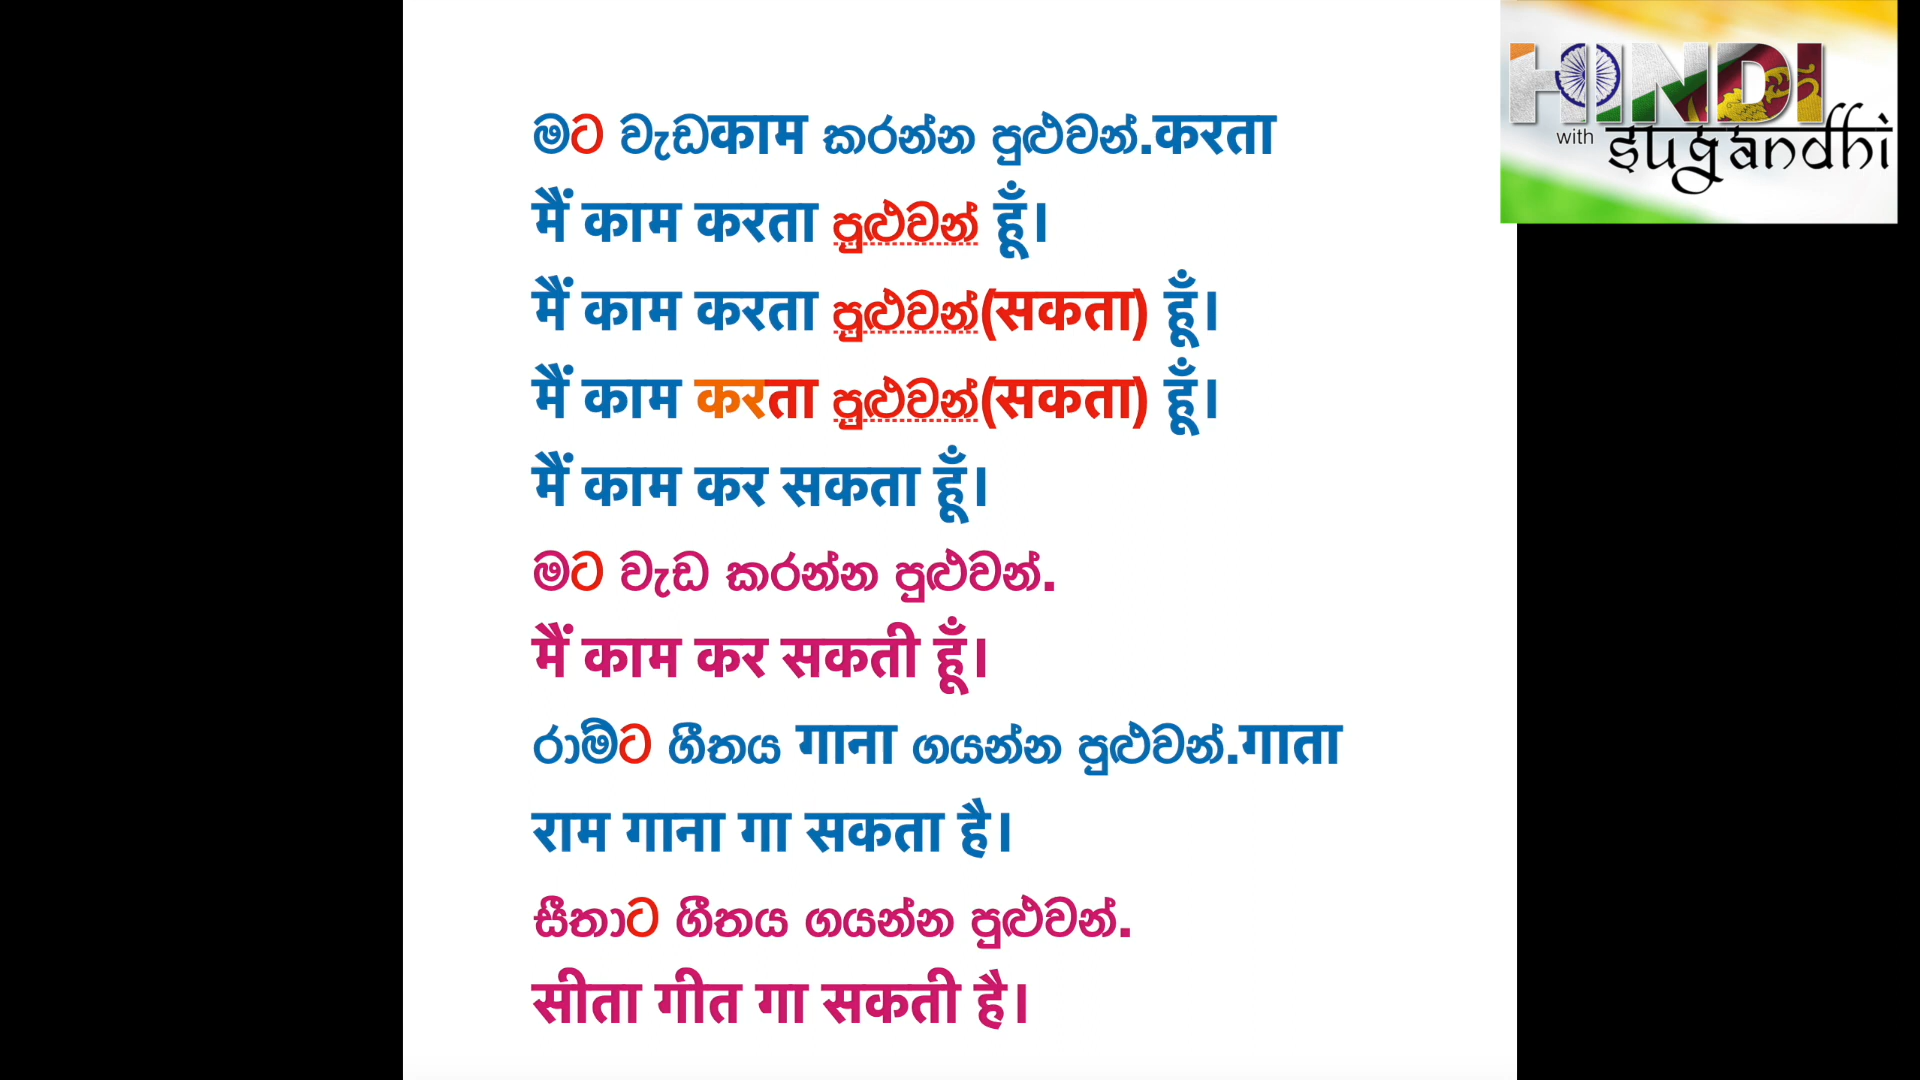 HINDI
with sugandhi
මට වැඩකाම කරන්න පුළුවන්.करता
मैं काम करता පුළුවන් हूँ।
मैं काम करता පුළුවන්(सकता) हूँ।
मैं काम करता පුළුවන්(सकता) हूँ।
मैं काम कर सकता हूँ।
මට වැඩ කරන්න පුළුවන්.
मैं काम कर सकती हूँ।
රාම්ට ගීතය गाना ගයන්න පුළුවන්.गाता
राम गाना गा सकता है।
සීතාට ගීතය ගයන්න පුළුවන්.
सीता गीत गा सकती है।